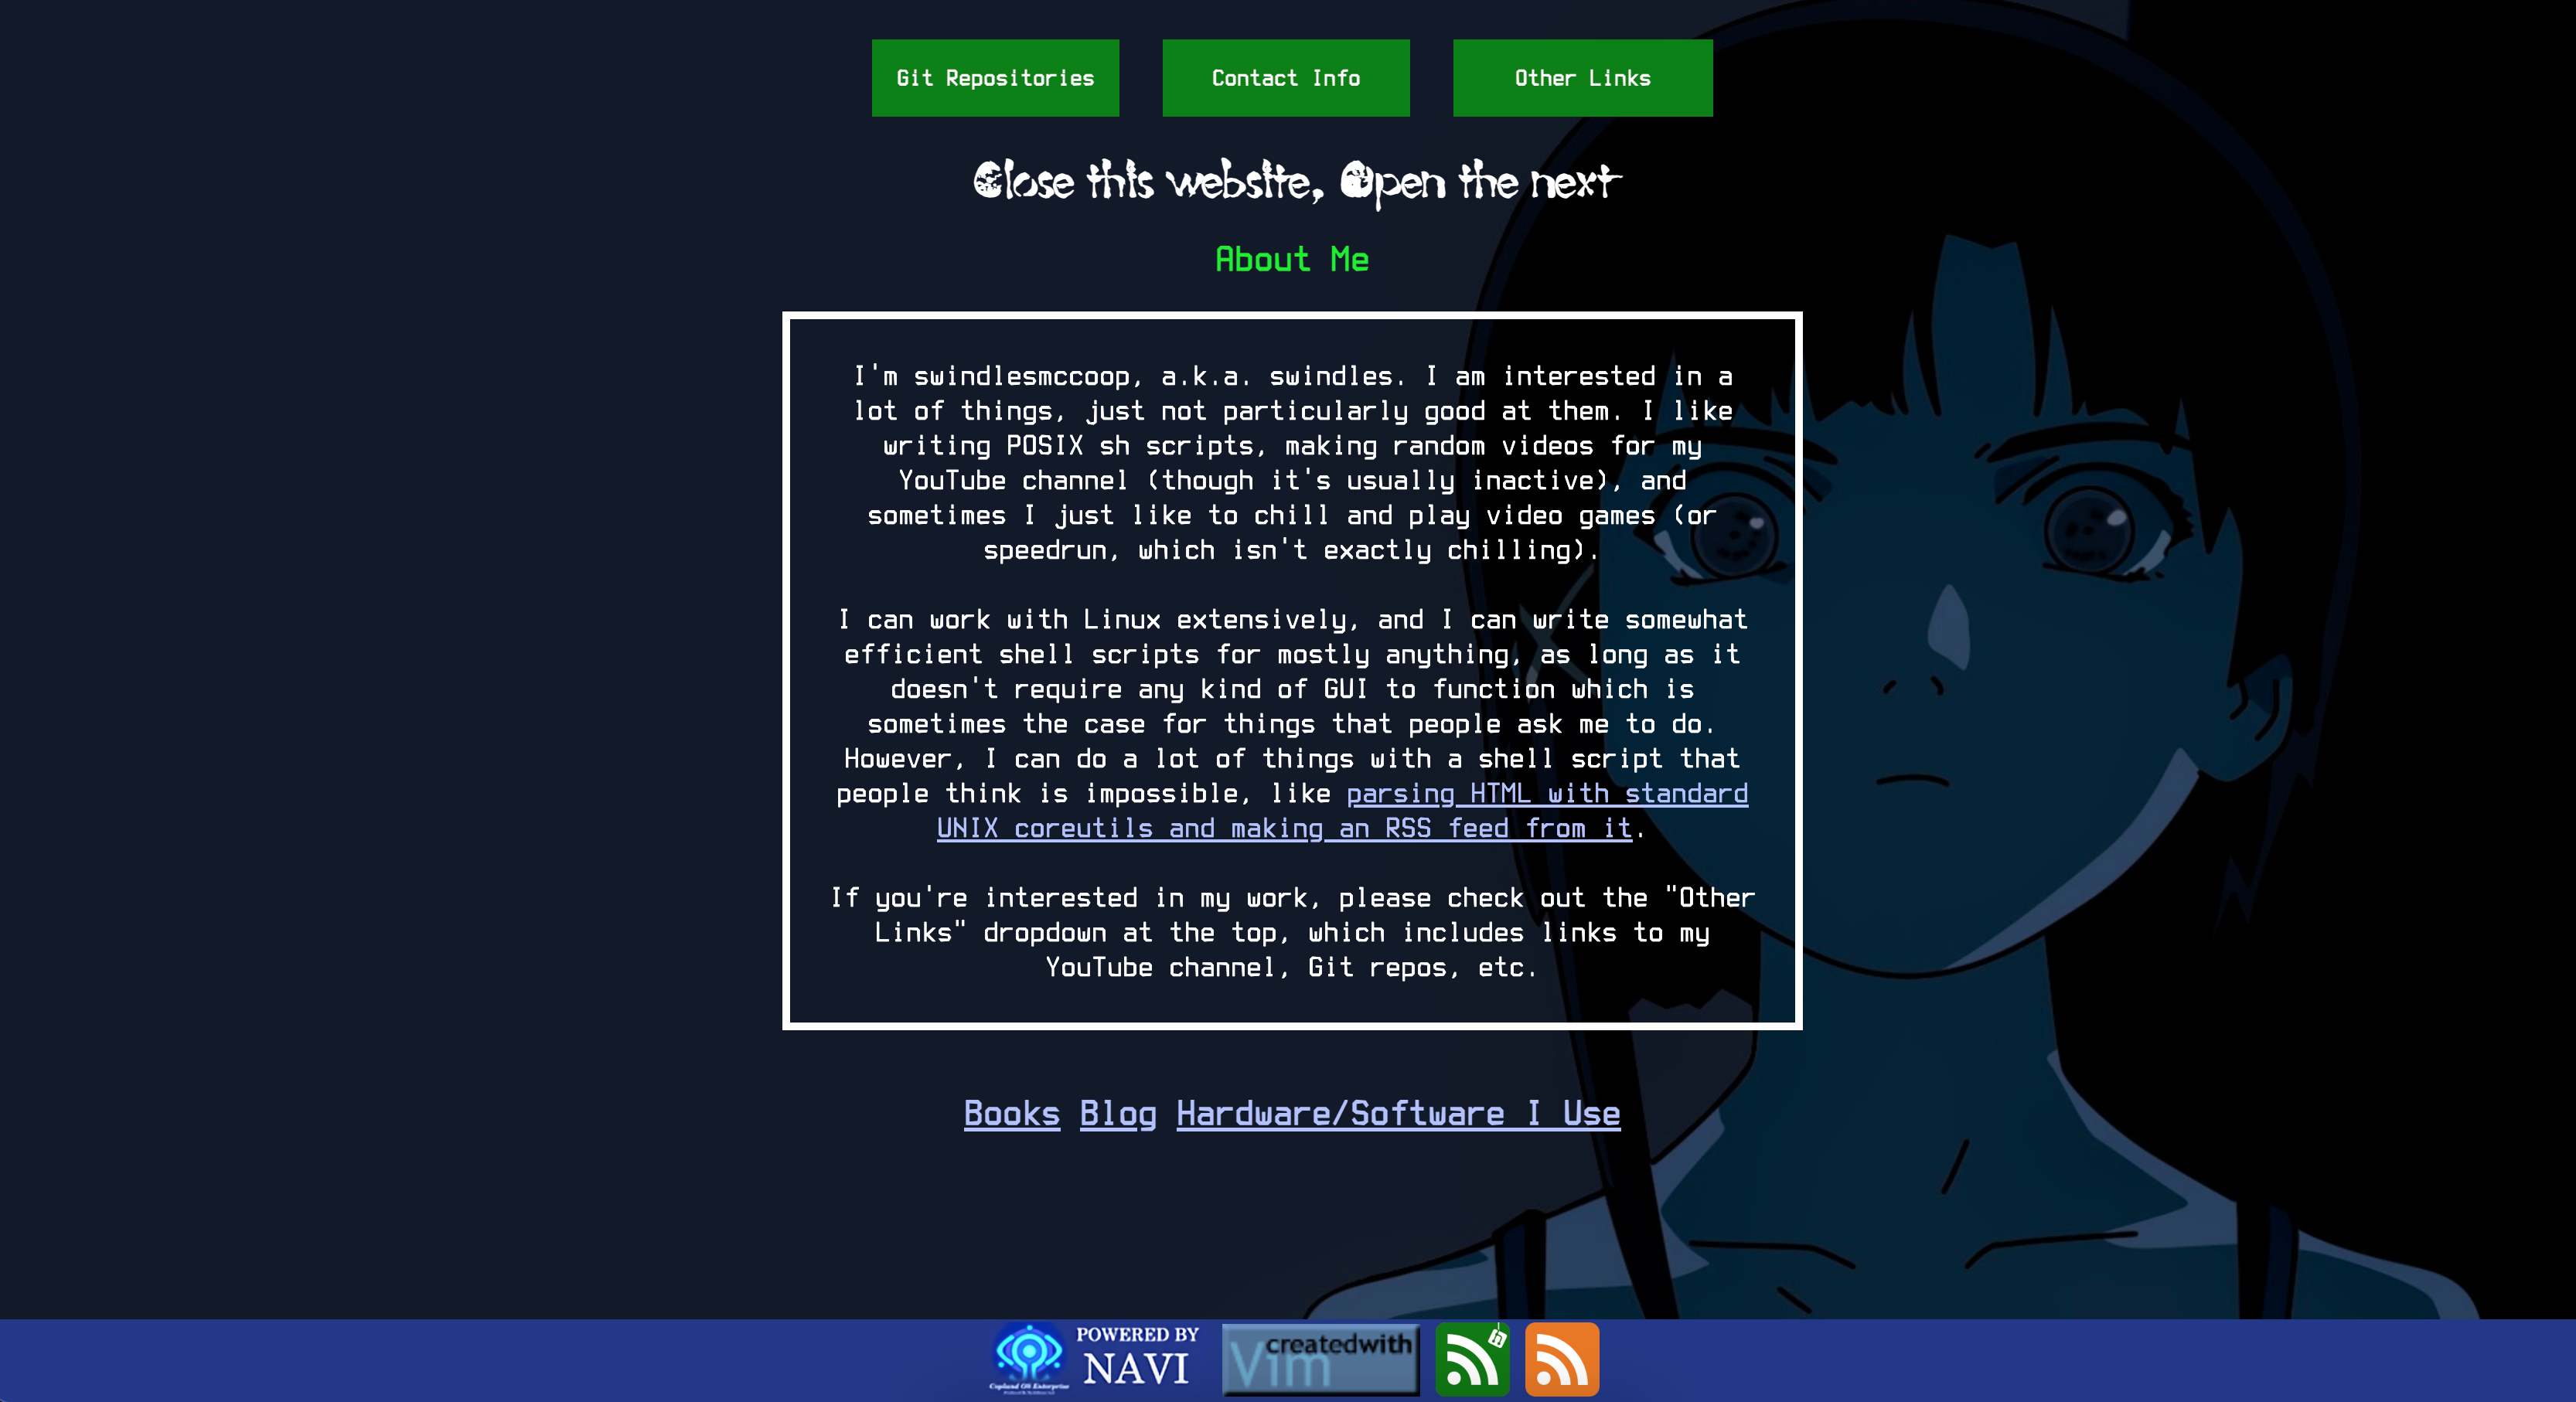 Git Repositories
Contact Info
Other Links
Close this website, Open the next
About Me
I'm swindlesmccoop, a.k.a. swindles. I am interested in a
lot of things, just not particularly good at them. I like
writing POSIX sh scripts, making random videos for my
YouTube channel (though it's usually inactive), and
sometimes I just like to chill and play video games (or
speedrun, which isn't exactly chilling).
I can work with Linux extensively, and I can write somewhat
efficient shell scripts for mostly anything, as long as it
doesn't require any kind of GUI to function which is
sometimes the case for things that people ask me to do.
However, I can do a lot of things with a shell script that
people think is impossible, like parsing HTML with standard
UNIX coreutils and making an RSS feed from it.
If you're interested in my work, please check out the "Other
Links" dropdown at the top, which includes links to my
YouTube channel, Git repos, etc.
Books Blog Hardware/Software I Use
POWERED BY
NAVI
Copland OS Enterprise
createdwith
Vim
h